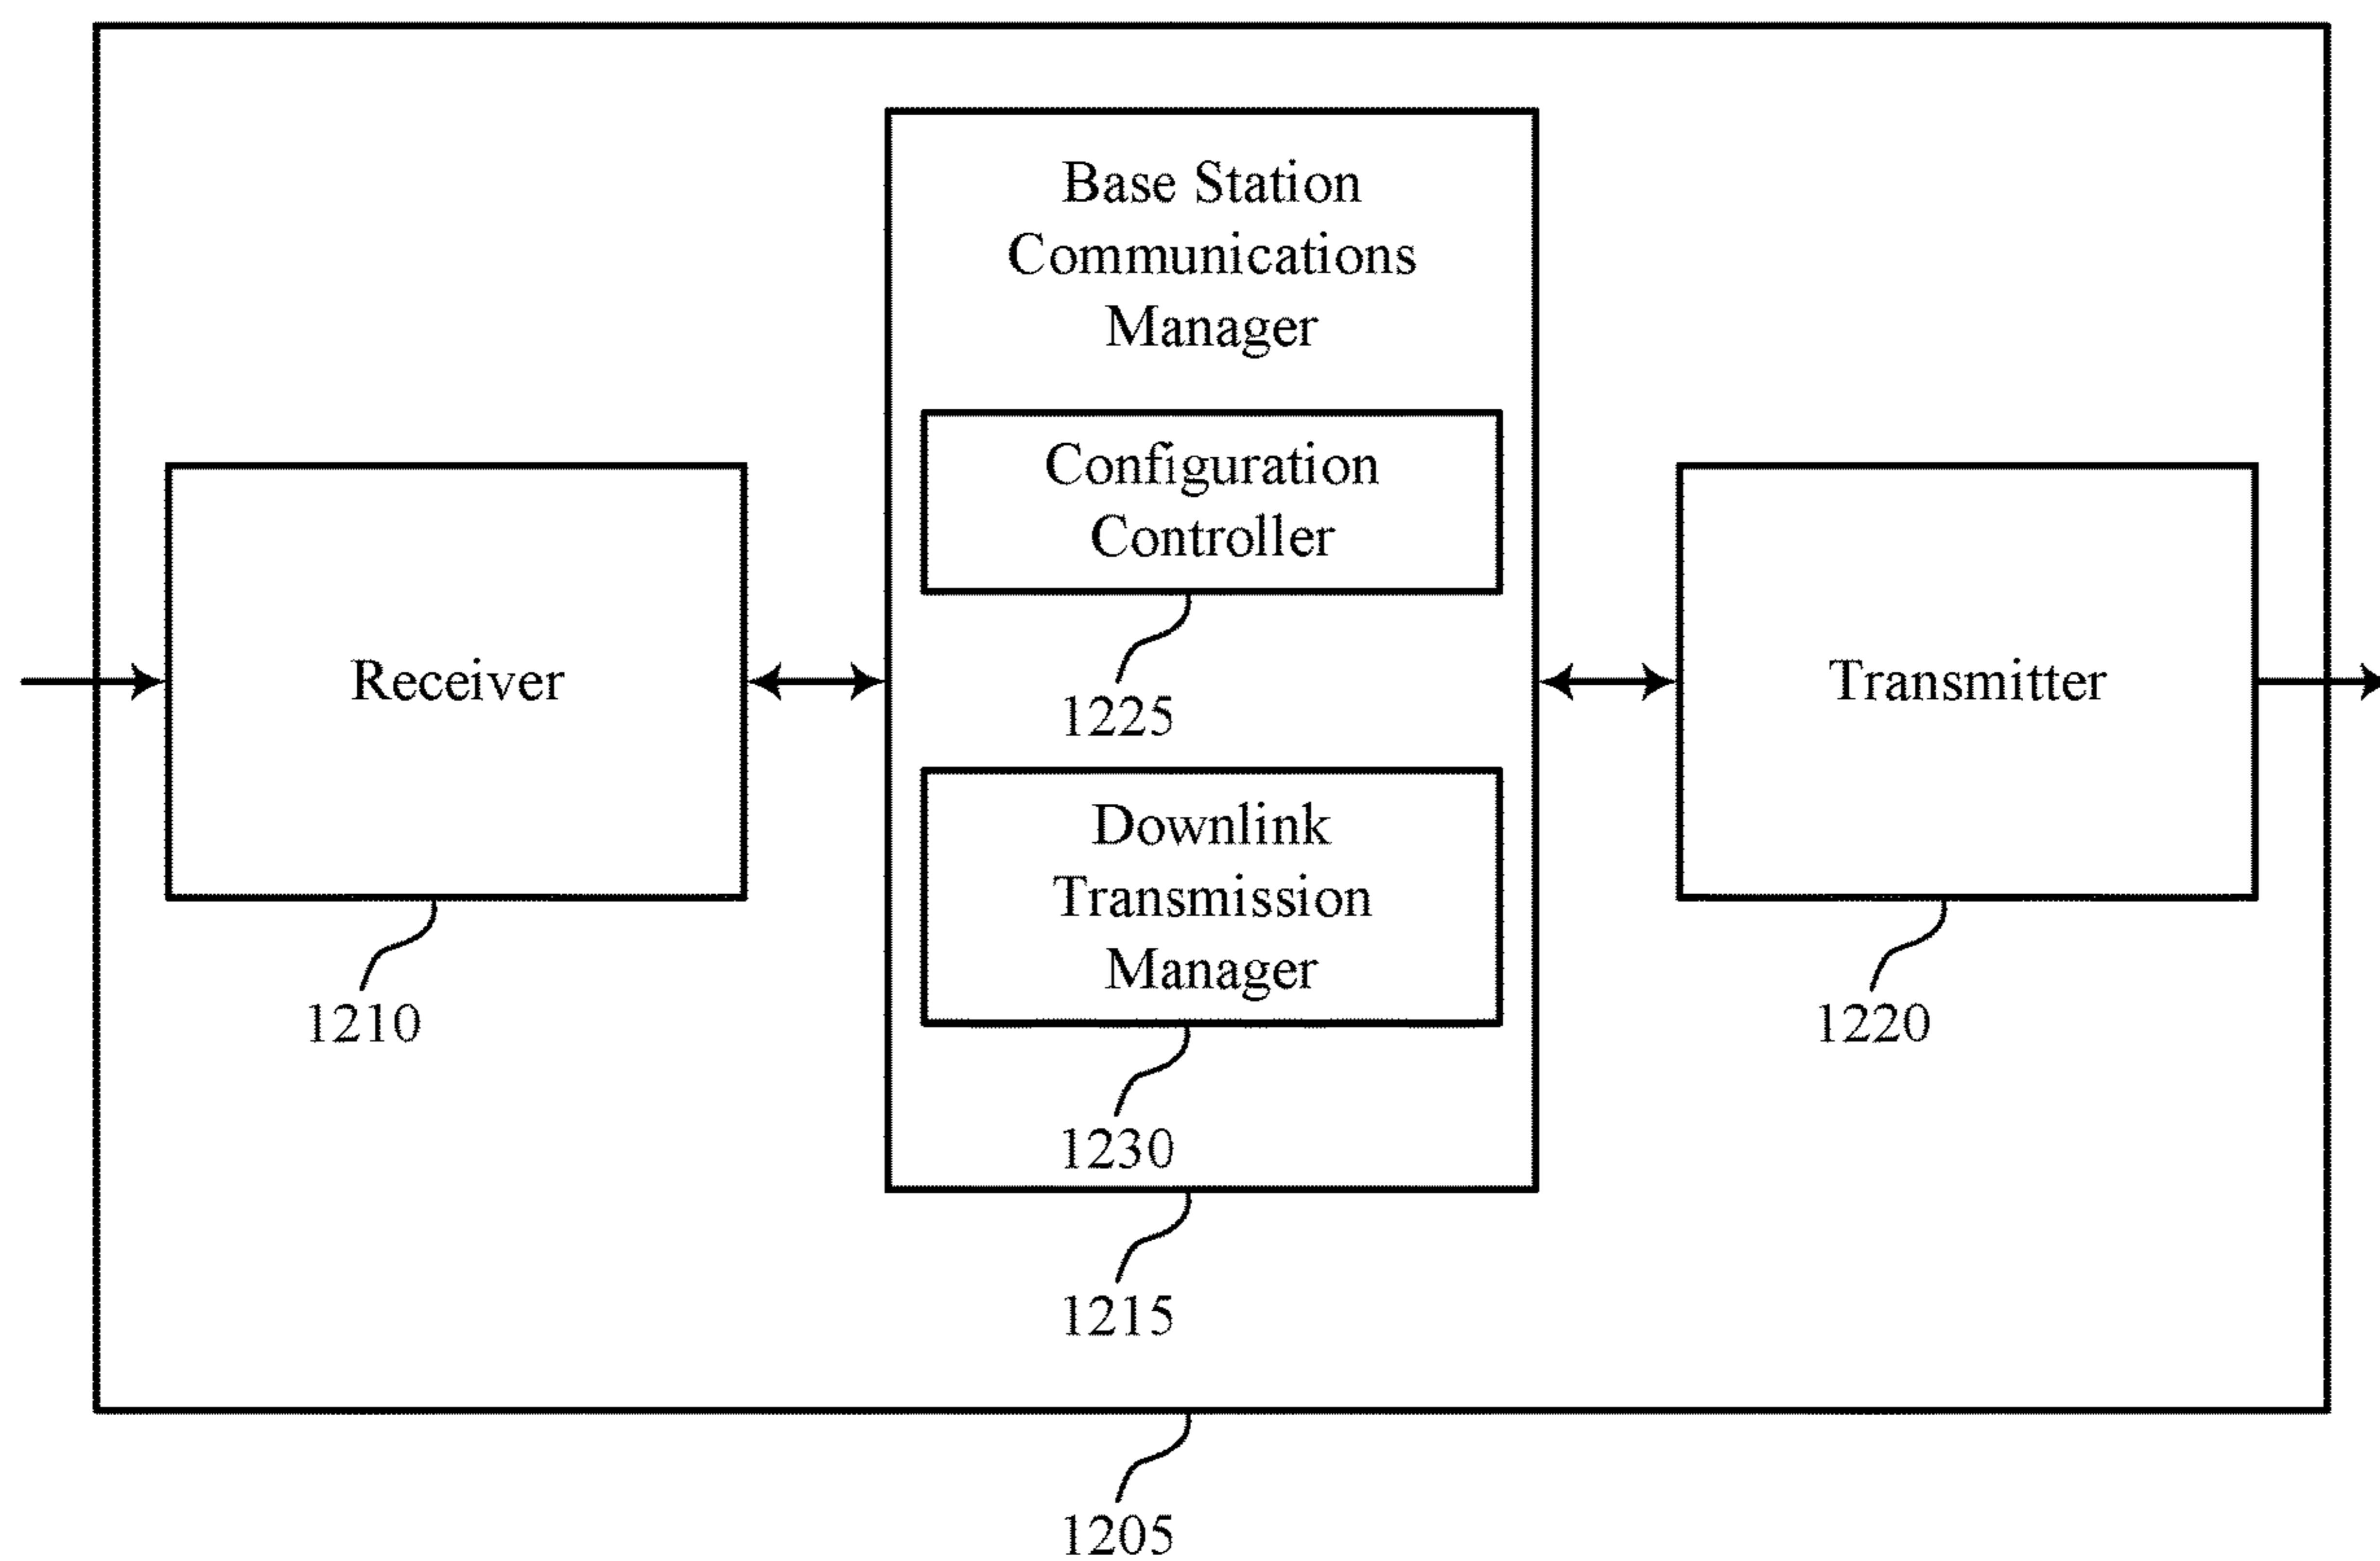 Base Station
Communications
Manager
Configuration
Controller
1225
Receiver
1210
Downlink
Transmission
Manager
1230
1215
Transmitter
1220
1205